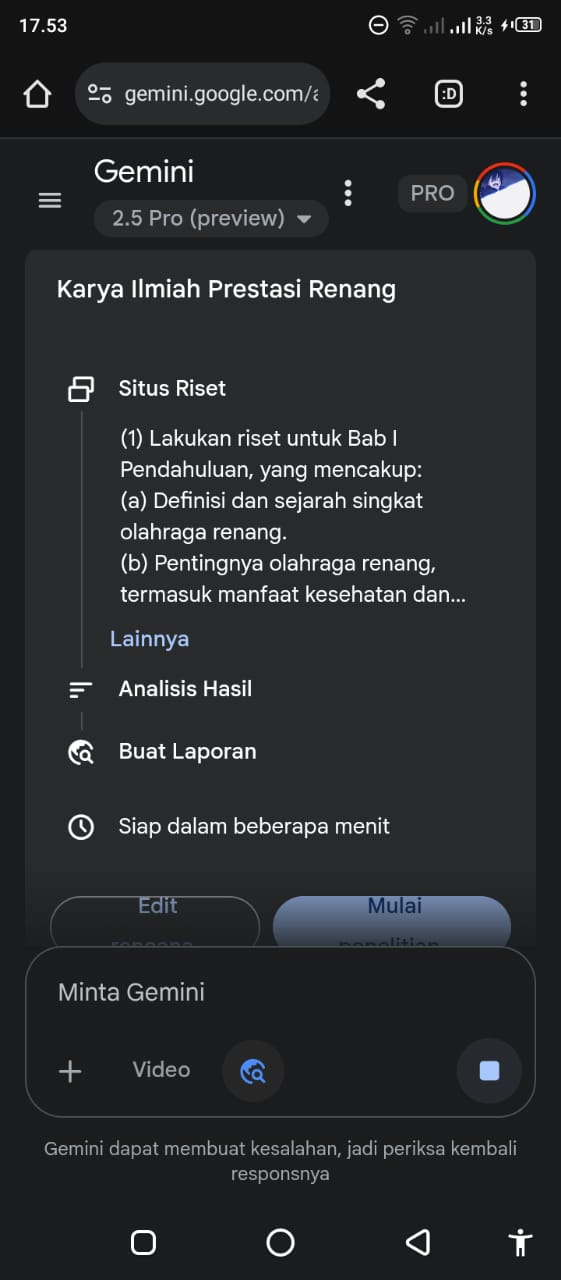 17.53
3.3
K/s
31
gemini.google.com/a
:D
Gemini
2.5 Pro (preview)
PRO
Karya Ilmiah Prestasi Renang
Situs Riset
(1) Lakukan riset untuk Bab I
Pendahuluan, yang mencakup:
(a) Definisi dan sejarah singkat
olahraga renang.
(b) Pentingnya olahraga renang,
termasuk manfaat kesehatan dan...
Lainnya
Analisis Hasil
Buat Laporan
Siap dalam beberapa menit
Edit
rencana
Mulai
penelitian
Minta Gemini
Video
Gemini dapat membuat kesalahan, jadi periksa kembali
responsnya